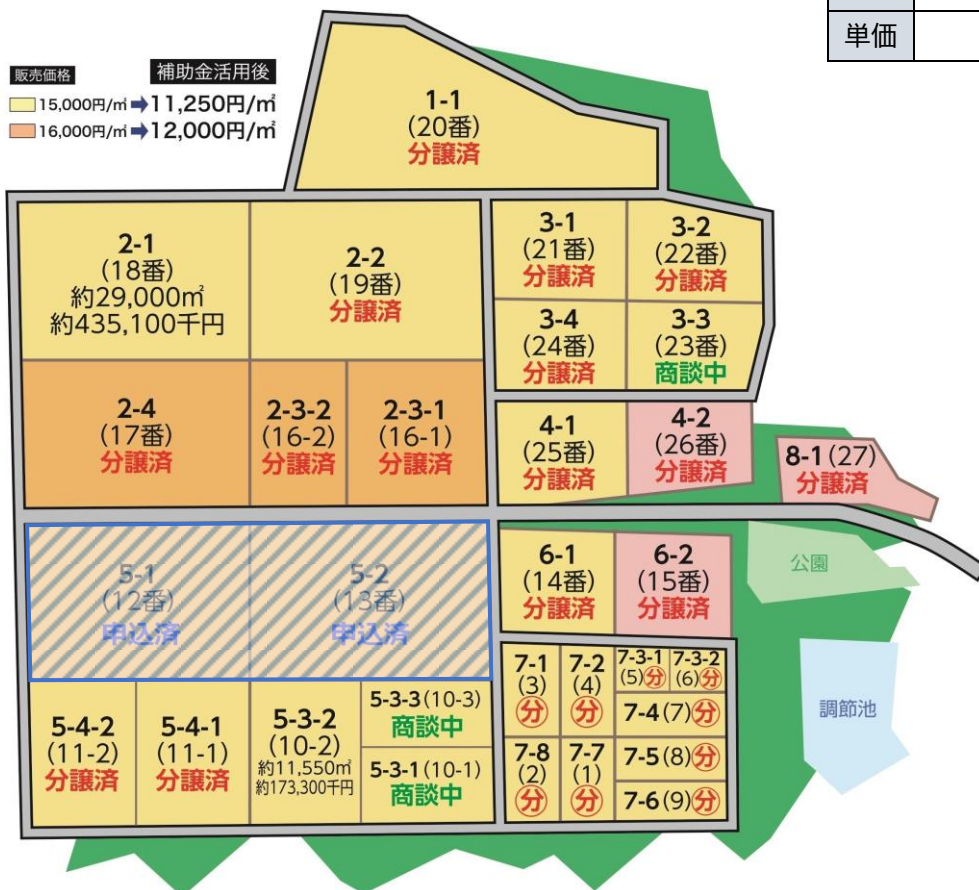 単価
販売価格
補助金活用後
15,000円/㎡➡11,250円/㎡
16,000円/㎡➡12,000円/㎡
1-1
(20番)
分譲済
2-1
(18番)
約29,000㎡
約435,100千円
2-2
(19番)
分譲済
3-1
(21番)
分譲済
3-2
(22番)
分譲済
3-4
(24番)
分譲済
3-3
(23番)
商談中
2-4
(17番)
分譲済
2-3-2
(16-2)
分譲済
2-3-1
(16-1)
分譲済
4-1
(25番)
分譲済
4-2
(26番)
分譲済
8-1(27)
分譲済
5-1
(12番)
申込済
5-2
(13番)
申込済
6-1
(14番)
分譲済
6-2
(15番)
分譲済
公園
調節池
5-4-2
(11-2)
分譲済
5-4-1
(11-1)
分譲済
5-3-2
(10-2)
約11,550㎡
約173,300千円
5-3-3(10-3)
商談中
5-3-1(10-1)
商談中
7-1
(3)
分
7-2
(4)
分
7-3-1
(5)分
7-3-2
(6)分
7-4(7)分
7-8
(2)
分
7-7
(1)
分
7-5(8)分
7-6(9)分